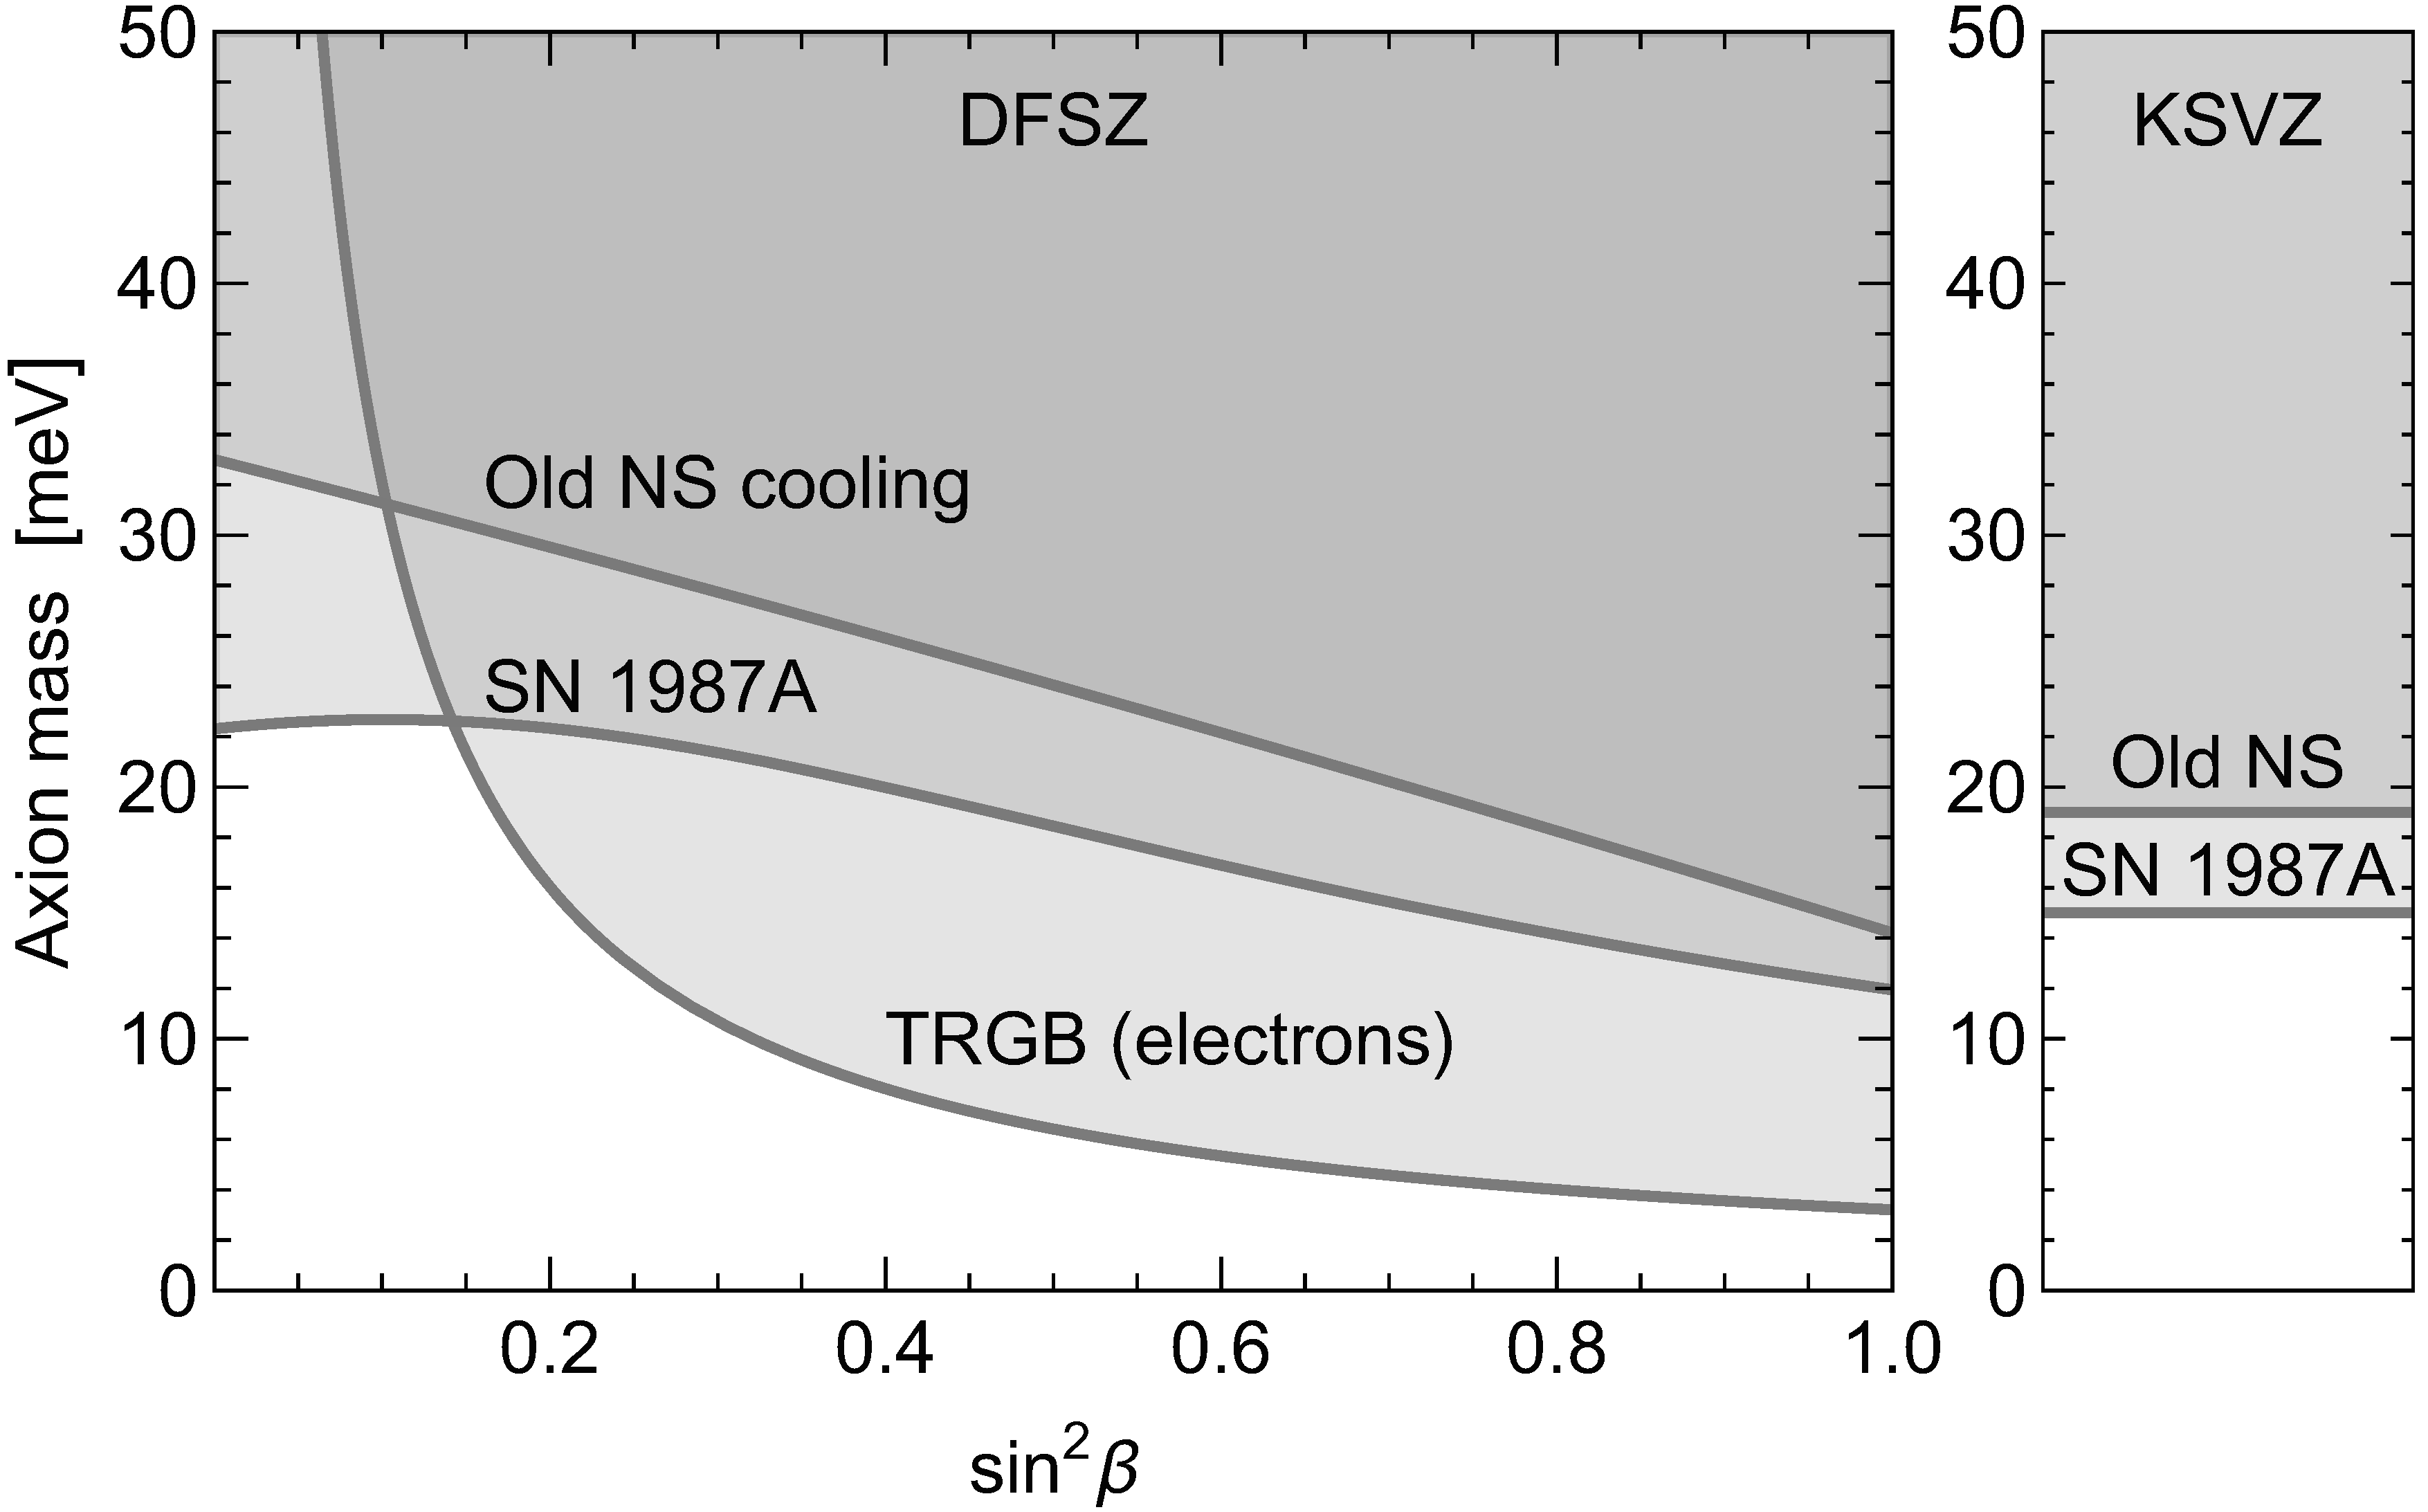 Axion mass [meV]
50
40
30
20
10
0
DFSZ
Old NS cooling
SN 1987A
TRGB (electrons)
0.2 0.4 0.6 0.8 1.0
sin²β
50
40
30
20
10
0
KSVZ
Old NS
SN 1987A